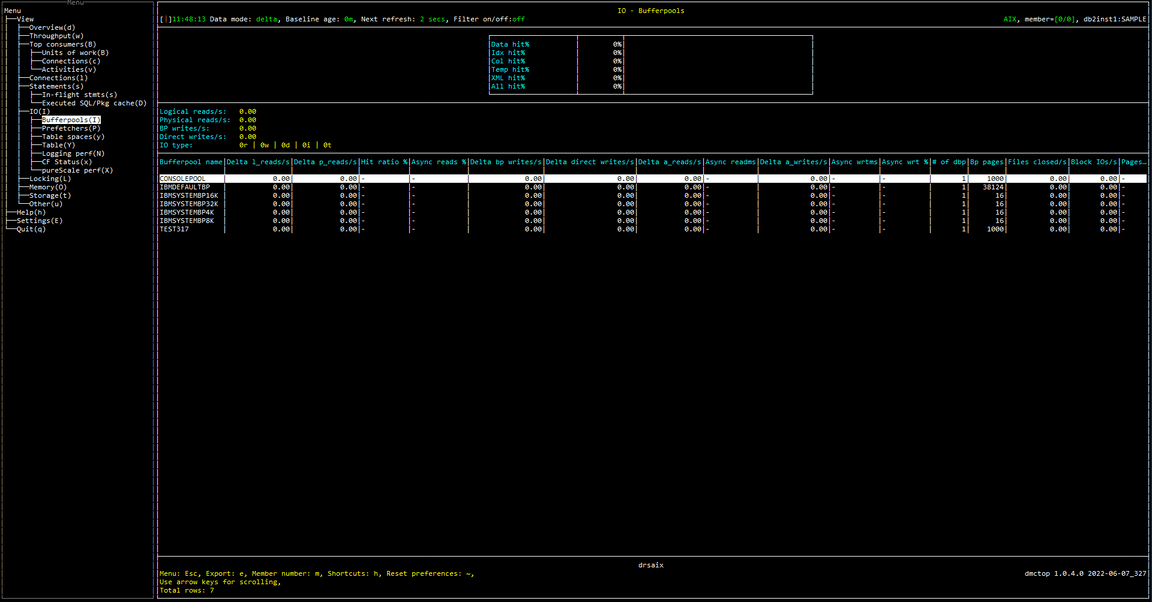 Menu
Menu
View
Overview(d)
Throughput(w)
Top consumers(B)
Units of work(B)
Connections(c)
Activities(v)
Connections(l)
Statements(s)
In-flight stmts(s)
Executed SQL/Pkg cache(D)
IO(I)
Bufferpools(I)
Prefetchers(P)
Table spaces(y)
Table(Y)
Logging perf(N)
CF Status(x)
pureScale perf(X)
Locking(L)
Memory(O)
Storage(t)
Other(u)
Help(h)
Settings(E)
Quit(q)
IO - Bufferpools
[|]11:48:13 Data mode: delta, Baseline age: 0m, Next refresh: 2 secs, Filter on/off:off AIX, member=[0/0], db2inst1:SAMPLE
Data hit% 0%
Idx hit% 0%
Col hit% 0%
Temp hit% 0%
XML hit% 0%
All hit% 0%
Logical reads/s: 0.00
Physical reads/s: 0.00
BP writes/s: 0.00
Direct writes/s: 0.00
IO type: 0r | 0w | 0d | 0i | 0t
Bufferpool name|Delta l_reads/s|Delta p_reads/s|Hit ratio %|Async reads %|Delta bp writes/s|Delta direct writes/s|Delta a_reads/s|Async readms|Delta a_writes/s|Async wrtms|Async wrt %|# of dbp|Bp pages|Files closed/s|Block IOs/s|Pages…
CONSOLEPOOL | 0.00| 0.00|- |- | 0.00| 0.00| 0.00|- | 0.00|- |- | 1| 1000| 0.00| 0.00|-
IBMDEFAULTBP | 0.00| 0.00|- |- | 0.00| 0.00| 0.00|- | 0.00|- |- | 1| 38124| 0.00| 0.00|-
IBMSYSTEMBP16K | 0.00| 0.00|- |- | 0.00| 0.00| 0.00|- | 0.00|- |- | 1| 16| 0.00| 0.00|-
IBMSYSTEMBP32K | 0.00| 0.00|- |- | 0.00| 0.00| 0.00|- | 0.00|- |- | 1| 16| 0.00| 0.00|-
IBMSYSTEMBP4K | 0.00| 0.00|- |- | 0.00| 0.00| 0.00|- | 0.00|- |- | 1| 16| 0.00| 0.00|-
IBMSYSTEMBP8K | 0.00| 0.00|- |- | 0.00| 0.00| 0.00|- | 0.00|- |- | 1| 16| 0.00| 0.00|-
TEST317 | 0.00| 0.00|- |- | 0.00| 0.00| 0.00|- | 0.00|- |- | 1| 1000| 0.00| 0.00|-
drsaix
Menu: Esc, Export: e, Member number: m, Shortcuts: h, Reset preferences: ~, dmctop 1.0.4.0 2022-06-07_327
Use arrow keys for scrolling,
Total rows: 7